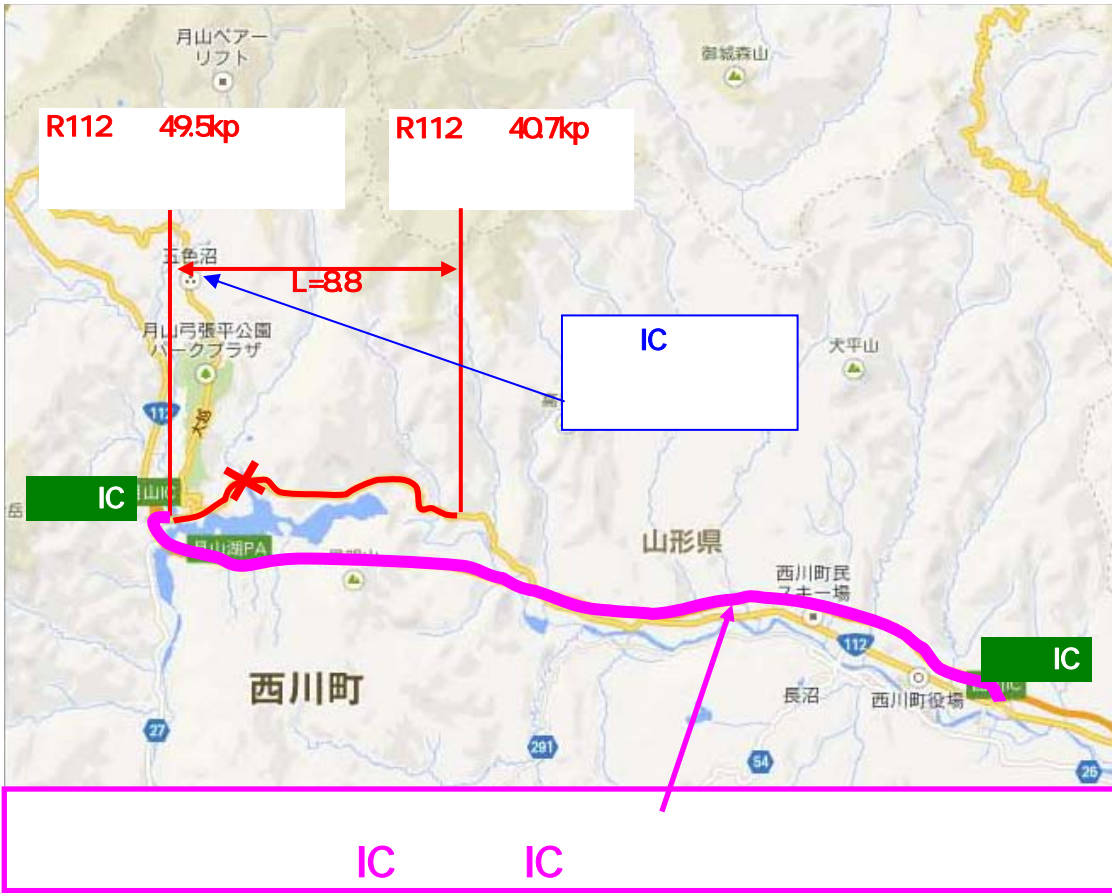 月山ペアー
リフト
御城森山
R112 49.5kp
R112 40.7kp
五色沼
L=8.8
月山弓張平公園
パークプラザ
IC
犬平山
112
大越
IC
月山IC
岳
月山湖PA
山形県
西川町民
スキー場
112
IC
西川町
長沼
西川町役場
27
291
54
26
IC IC